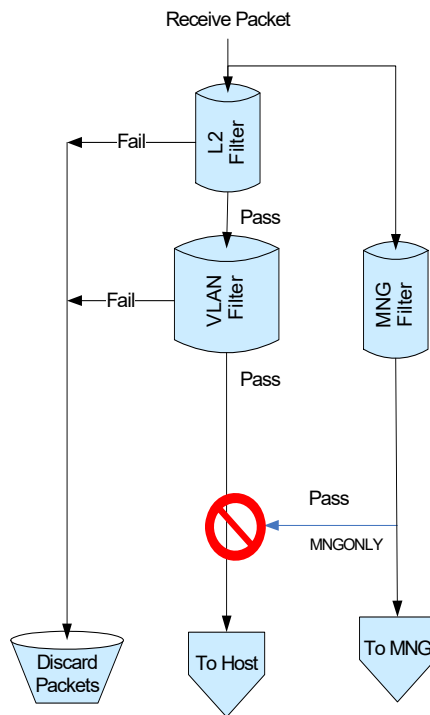 Receive Packet
L2
Filter
Fail
Pass
VLAN
Filter
MNG
Filter
Fail
Pass
Pass
MNGONLY
Discard
Packets
To Host
To MNG